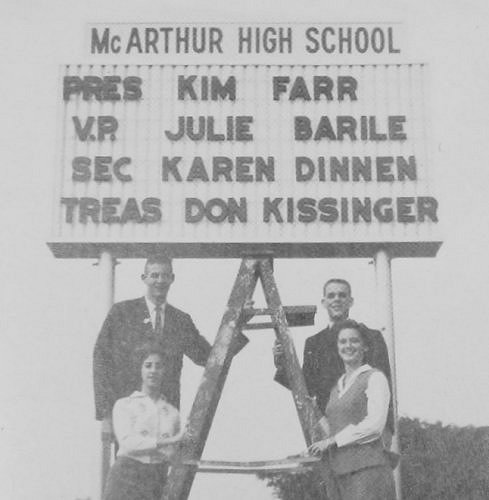 McARTHUR HIGH SCHOOL
PRES KIM FARR
V.P. JULIE BARILE
SEC KAREN DINNEN
TREAS DON KISSINGER